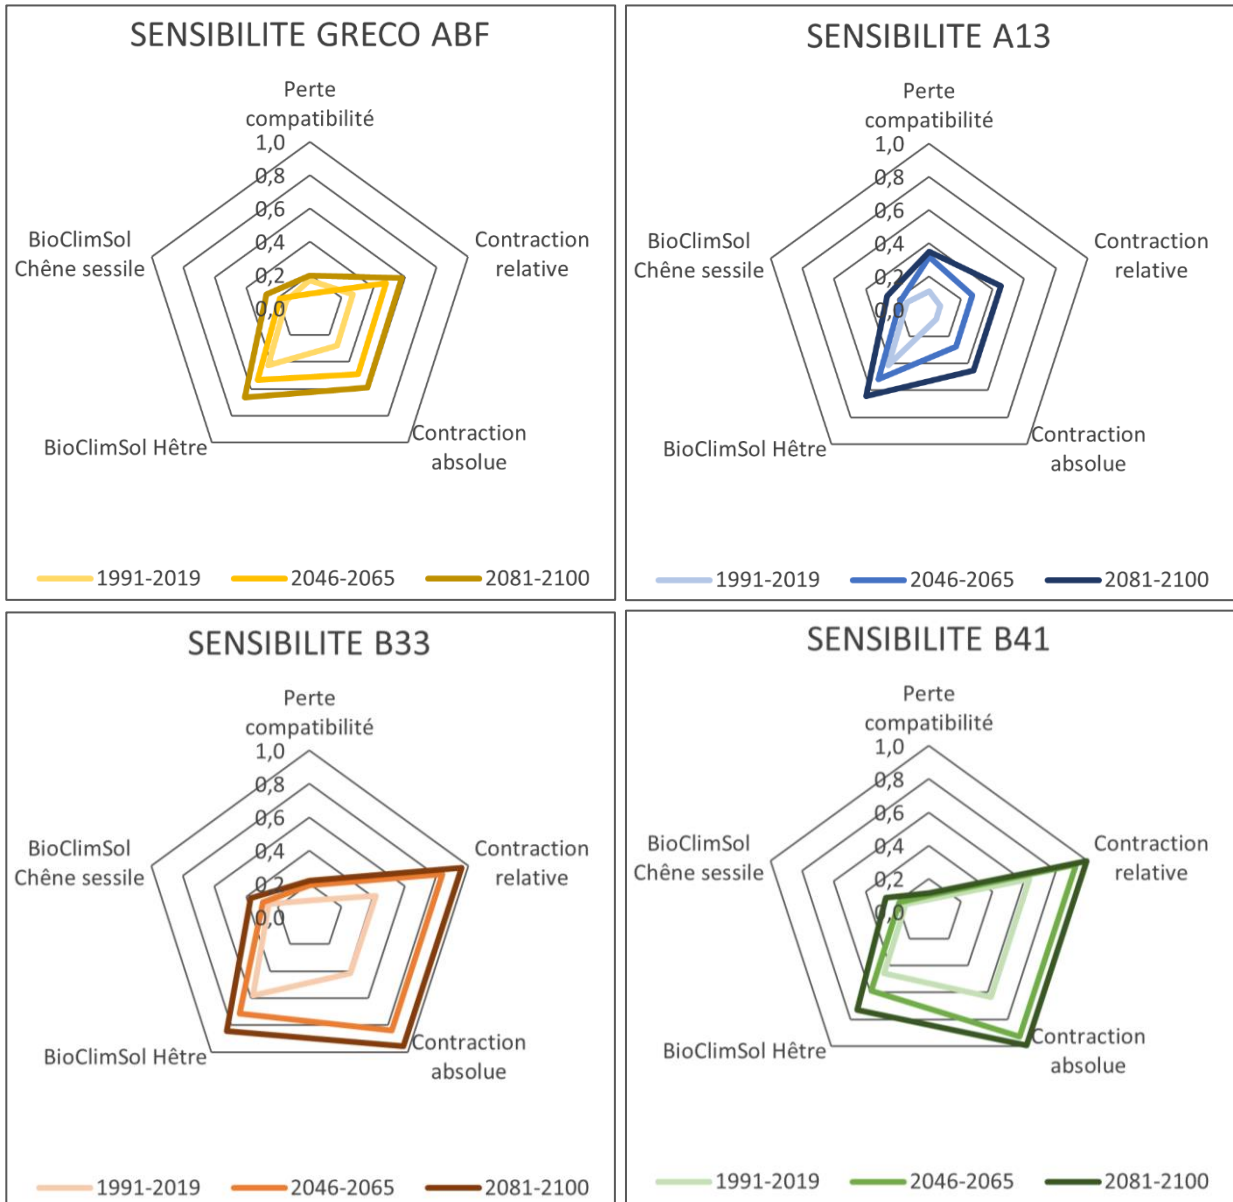 SENSIBILITE GRECO ABF
Perte
compatibilité
1,0
0,8
0,6
0,4
0,2
0,0
BioClimSol
Chêne sessile
Contraction
relative
BioClimSol Hêtre
Contraction
absolue
1991-2019
2046-2065
2081-2100
SENSIBILITE A13
Perte
compatibilité
1,0
0,8
0,6
0,4
0,2
0,0
BioClimSol
Chêne sessile
Contraction
relative
BioClimSol Hêtre
Contraction
absolue
1991-2019
2046-2065
2081-2100
SENSIBILITE B33
Perte
compatibilité
1,0
0,8
0,6
0,4
0,2
0,0
BioClimSol
Chêne sessile
Contraction
relative
BioClimSol Hêtre
Contraction
absolue
1991-2019
2046-2065
2081-2100
SENSIBILITE B41
Perte
compatibilité
1,0
0,8
0,6
0,4
0,2
0,0
BioClimSol
Chêne sessile
Contraction
relative
BioClimSol Hêtre
Contraction
absolue
1991-2019
2046-2065
2081-2100